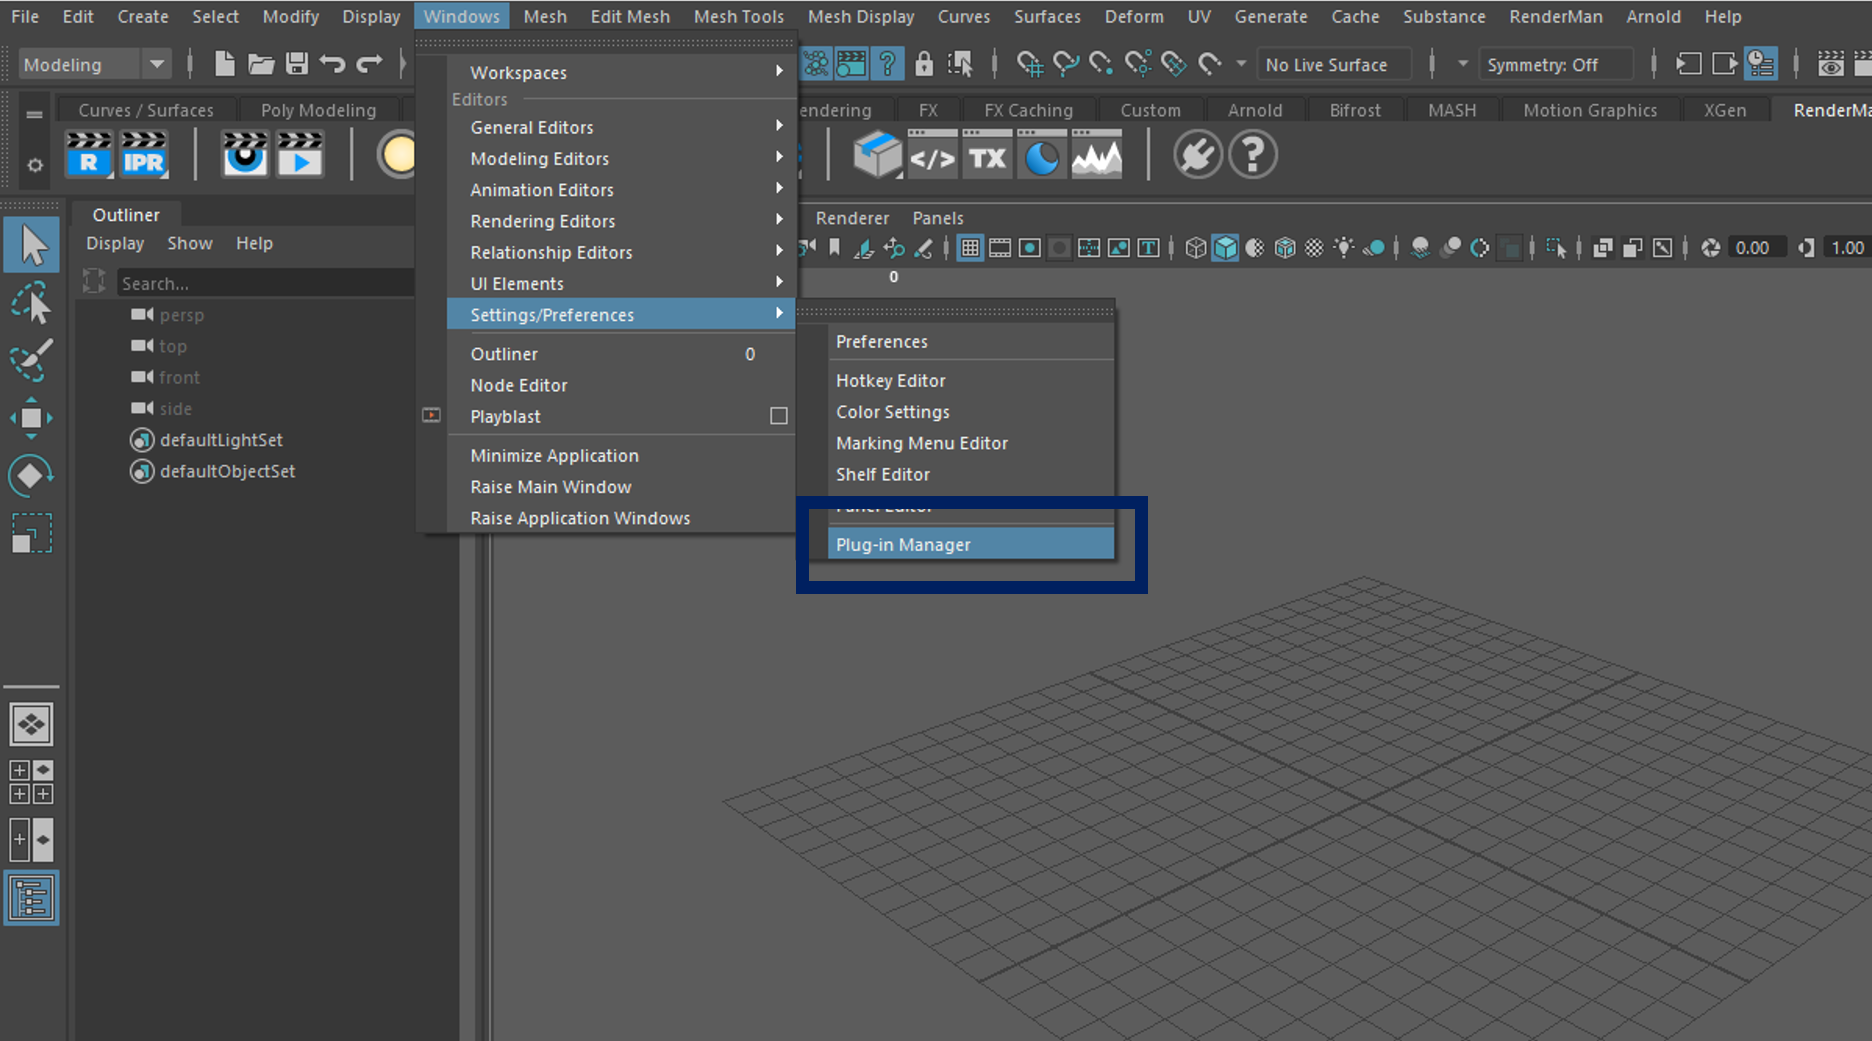 File Edit Create Select Modify Display Windows Mesh Edit Mesh Mesh Tools Mesh Display Curves Surfaces Deform UV Generate Cache Substance RenderMan Arnold Help
Modeling No Live Surface Symmetry: Off
Curves / Surfaces Poly Modeling endering FX FX Caching Custom Arnold Bifrost MASH Motion Graphics XGen RenderMa
R IPR </> TX ?
Outliner
Display Show Help
Search...
persp
top
front
side
defaultLightSet
defaultObjectSet
Workspaces
Editors
General Editors
Modeling Editors
Animation Editors
Rendering Editors
Relationship Editors
UI Elements
Settings/Preferences
Outliner 0
Node Editor
Playblast
Minimize Application
Raise Main Window
Raise Application Windows
Renderer Panels
0.00 1.00
0
Preferences
Hotkey Editor
Color Settings
Marking Menu Editor
Shelf Editor
Panel Editor
Plug-in Manager